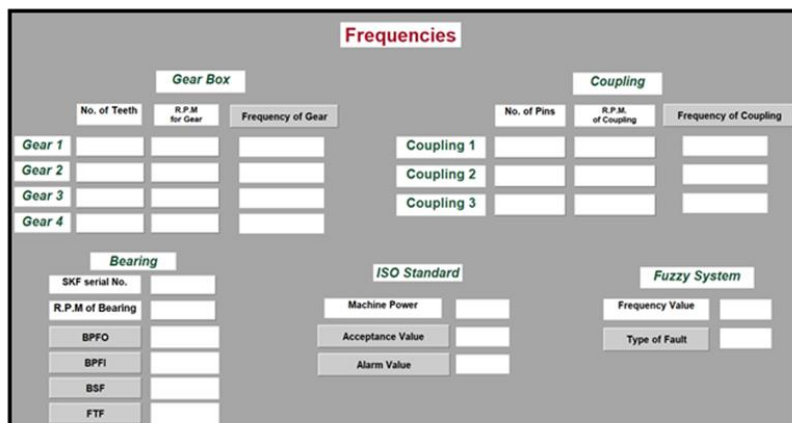 Frequencies
Gear Box
No. of Teeth
R.P.M
for Gear
Frequency of Gear
Gear 1
Gear 2
Gear 3
Gear 4
Coupling
No. of Pins
R.P.M.
of Coupling
Frequency of Coupling
Coupling 1
Coupling 2
Coupling 3
Bearing
SKF serial No.
R.P.M of Bearing
BPFO
BPFI
BSF
FTF
ISO Standard
Machine Power
Acceptance Value
Alarm Value
Fuzzy System
Frequency Value
Type of Fault